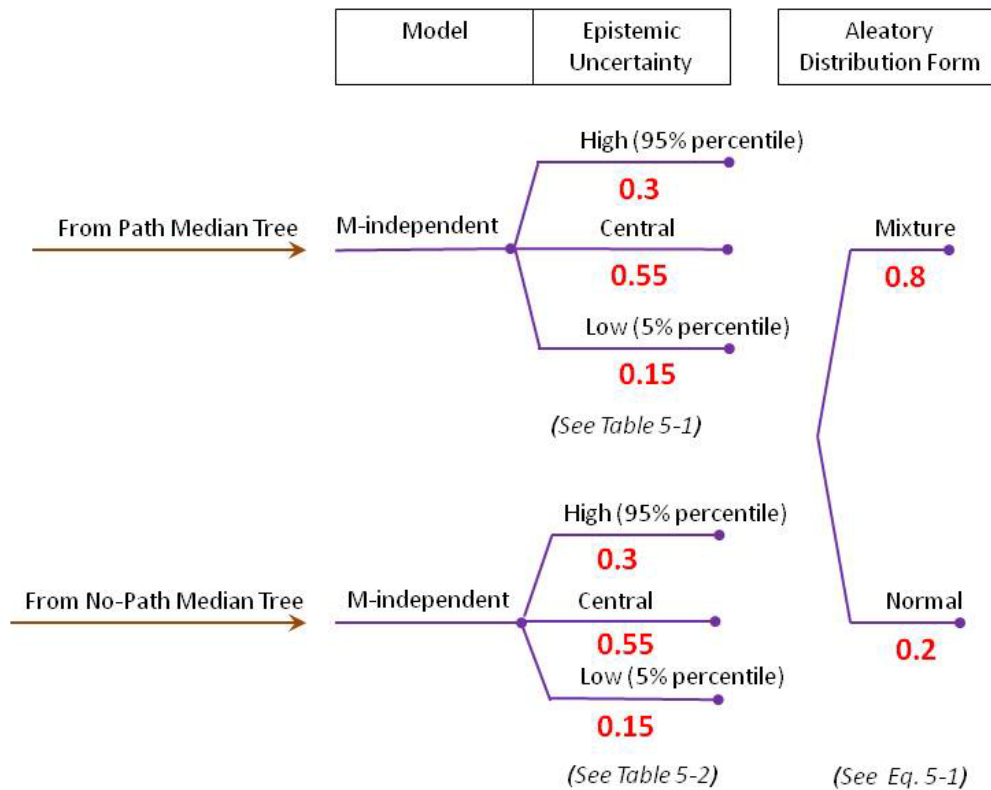 Model
Epistemic
Uncertainty
Aleatory
Distribution Form
High (95% percentile)
0.3
From Path Median Tree
M-independent
Central
Mixture
0.55
0.8
Low (5% percentile)
0.15
(See Table 5-1)
High (95% percentile)
0.3
From No-Path Median Tree
M-independent
Central
Normal
0.55
0.2
Low (5% percentile)
0.15
(See Table 5-2)
(See Eq. 5-1)